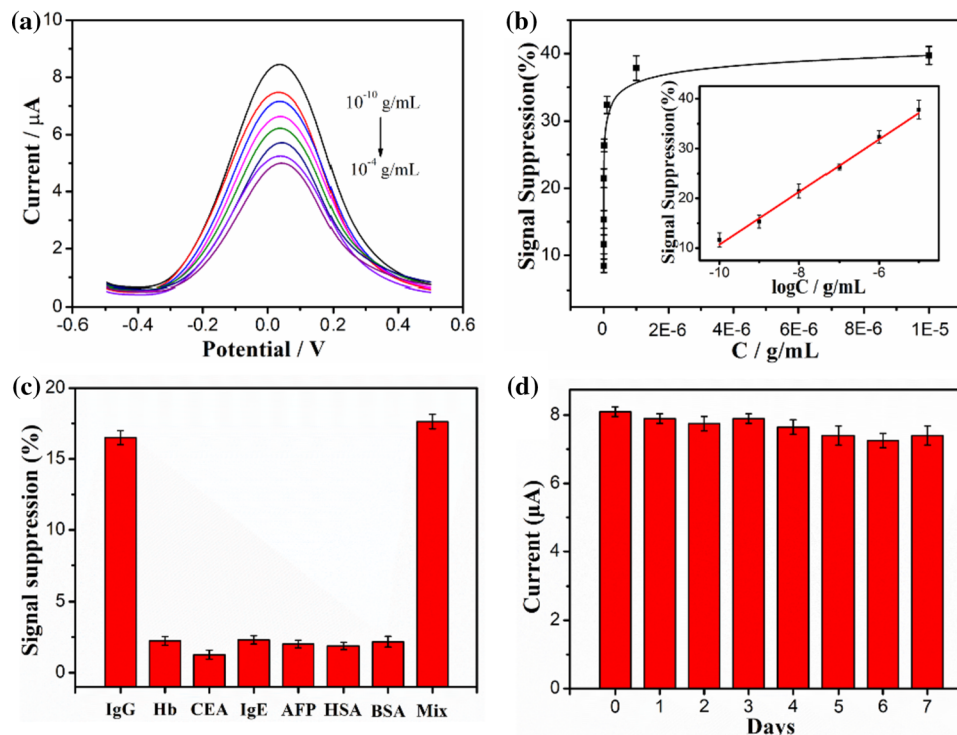 (a)
Current / μA
10
8
6
4
2
0
10⁻¹⁰ g/mL
10⁻⁴ g/mL
-0.6 -0.4 -0.2 0.0 0.2 0.4 0.6
Potential / V
(b)
Signal Suppression(%)
40
30
20
10
0 2E-6 4E-6 6E-6 8E-6 1E-5
C / g/mL
Signal Suppression(%)
40
30
20
10
-10 -8 -6
logC / g/mL
(c)
Signal suppression (%)
20
15
10
5
0
IgG Hb CEA IgE AFP HSA BSA Mix
(d)
Current (μA)
8
6
4
2
0
0 1 2 3 4 5 6 7
Days